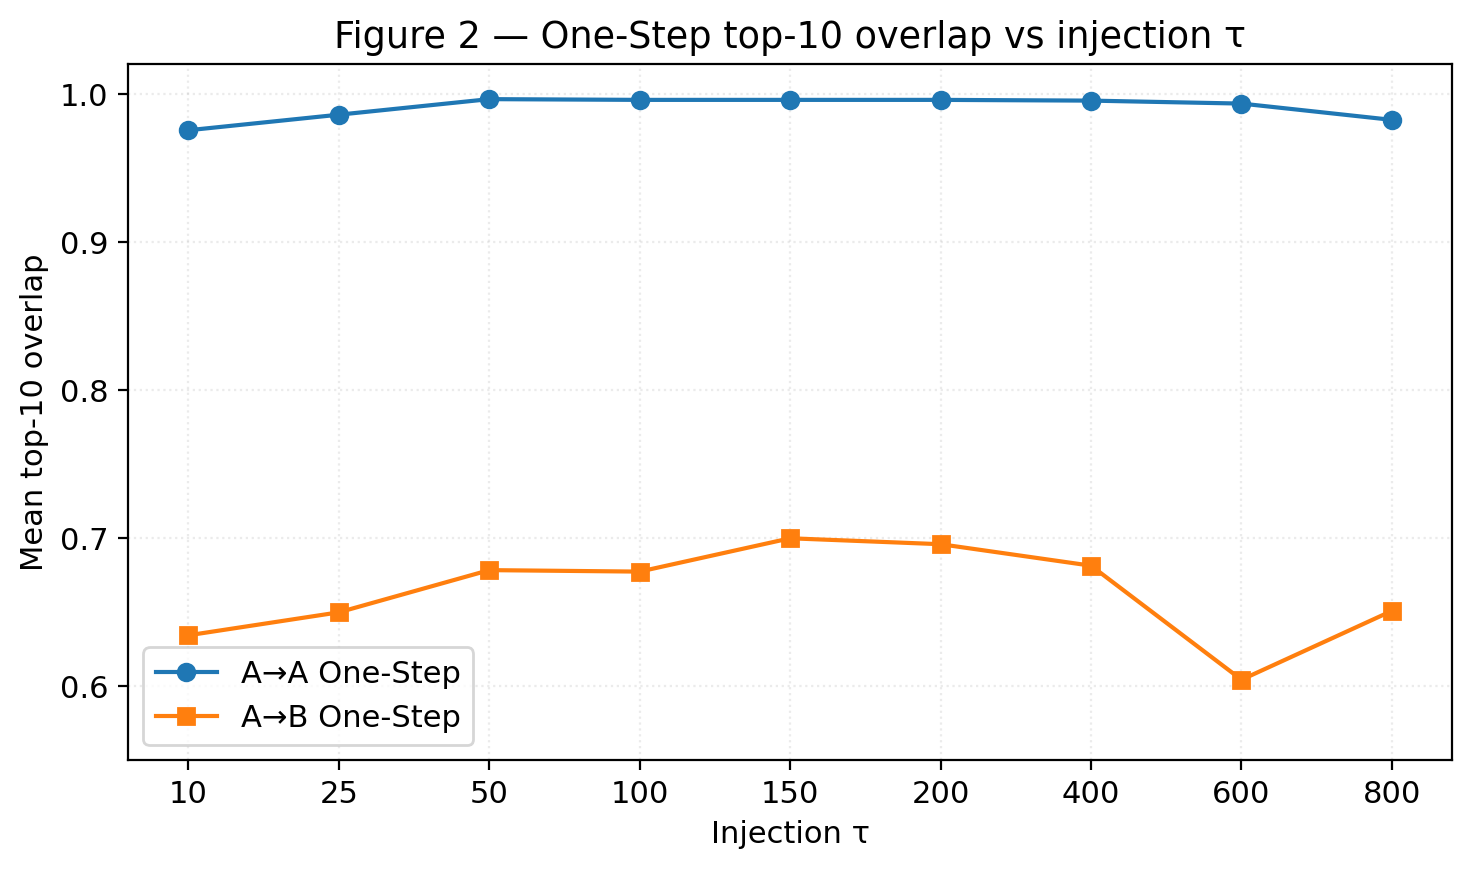 Figure 2 — One-Step top-10 overlap vs injection τ
Mean top-10 overlap
1.0
0.9
0.8
0.7
0.6
A→A One-Step
A→B One-Step
10 25 50 100 150 200 400 600 800
Injection τ